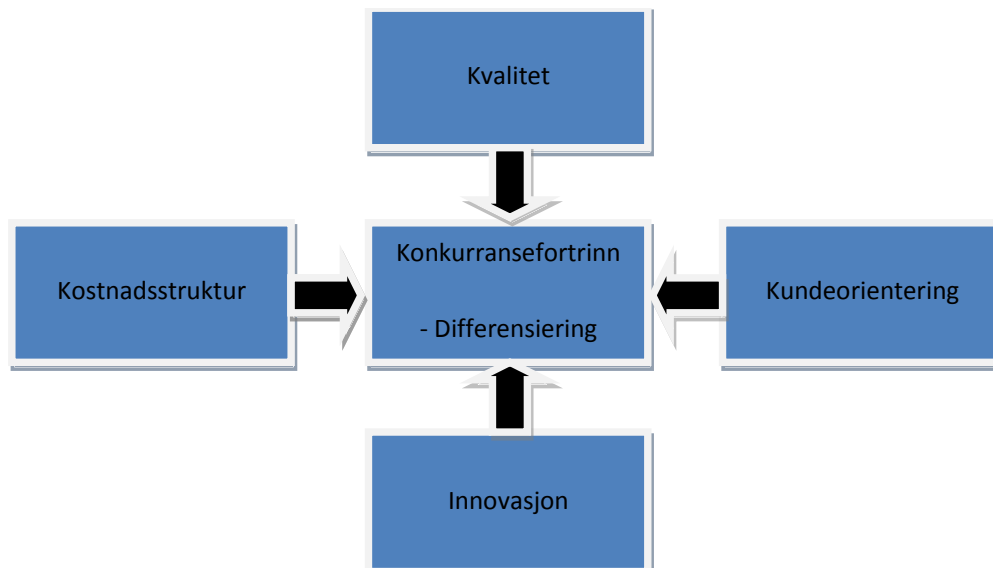 Kvalitet
Kostnadsstruktur
Konkurransefortrinn
- Differensiering
Kundeorientering
Innovasjon